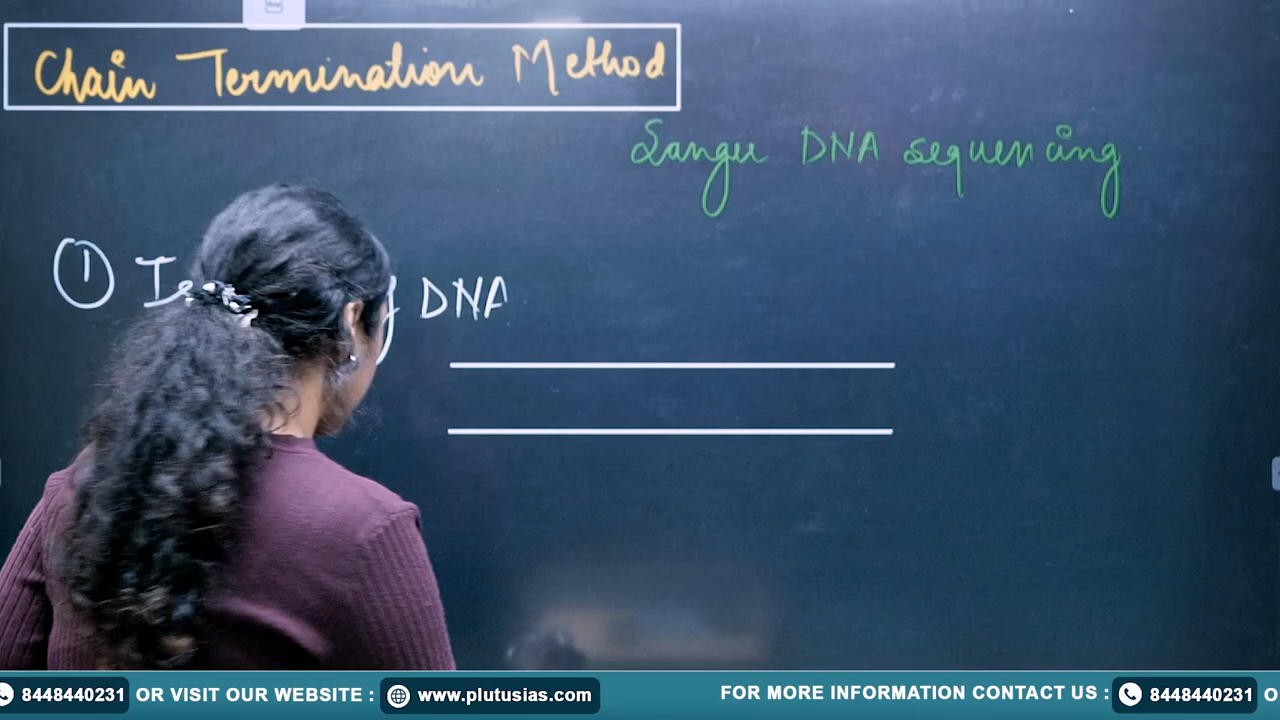 Chain Termination Method
Sanger DNA sequencing
① DNA
8448440231 OR VISIT OUR WEBSITE : www.plutusias.com FOR MORE INFORMATION CONTACT US : 8448440231 O